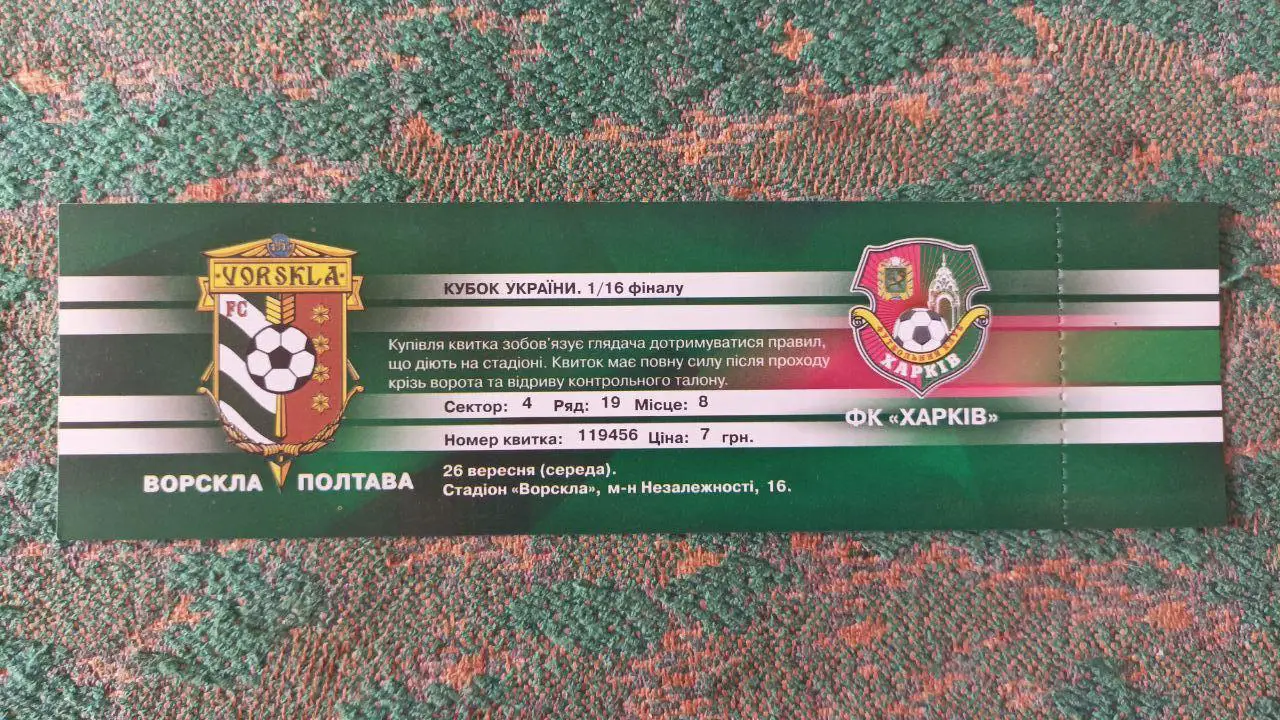 VORSKLA
FC
КУБОК УКРАЇНИ. 1/16 фіналу
Купівля квитка зобов'язує глядача дотримуватися правил,
що діють на стадіоні. Квиток має повну силу після проходу
крізь ворота та відриву контрольного талону.
Сектор: 4 Ряд: 19 Місце: 8
Номер квитка: 119456 Ціна: 7 грн.
26 вересня (середа).
Стадіон «Ворскла», м-н Незалежності, 16.
ВОРСКЛА ПОЛТАВА
ФУТБОЛЬНИЙ КЛУБ
ХАРКІВ
ФК «ХАРКІВ»